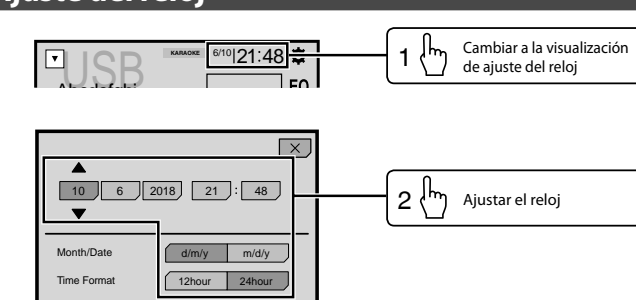 Ajuste del reloj
KARAOKE 6/10 21:48
USB
EQ
1 Cambiar a la visualización
de ajuste del reloj
10 6 2018 21 : 48
2 Ajustar el reloj
Month/Date d/m/y m/d/y
Time Format 12hour 24hour